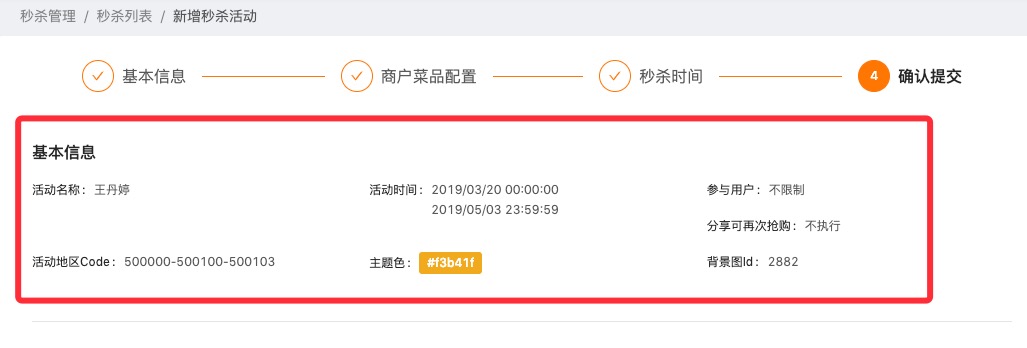 秒杀管理 / 秒杀列表 / 新增秒杀活动
基本信息 商户菜品配置 秒杀时间 4 确认提交
基本信息
活动名称： 王丹婷 活动时间： 2019/03/20 00:00:00 参与用户： 不限制
2019/05/03 23:59:59
分享可再次抢购： 不执行
活动地区Code： 500000-500100-500103 主题色： #f3b41f 背景图Id： 2882